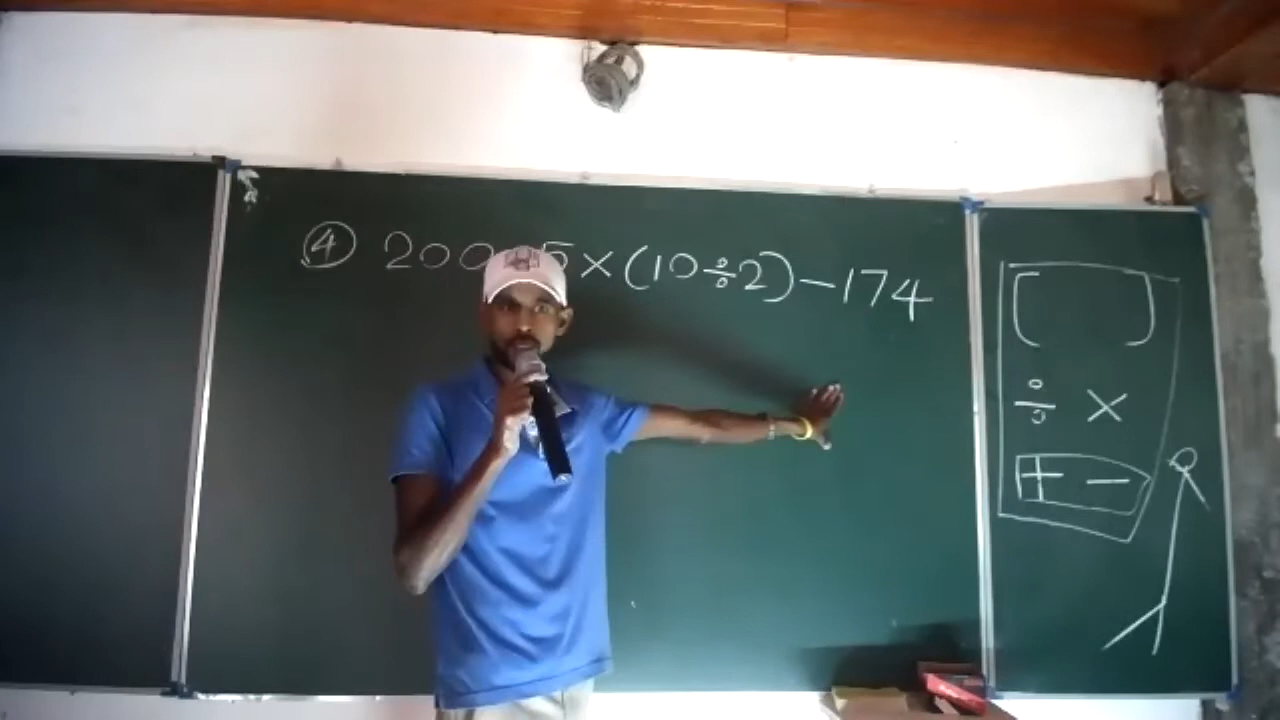 ④ 200 5×(10÷2)−174
( )
÷ ×
+ −